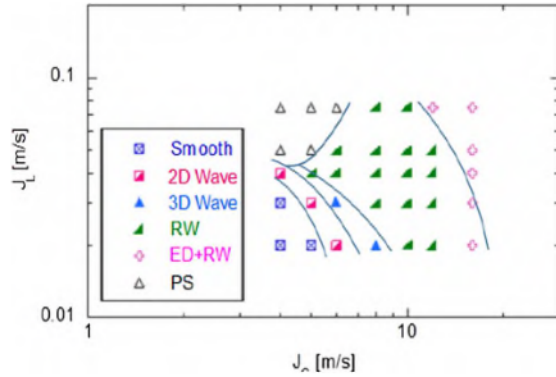 0.1
J_L [m/s]
Smooth
2D Wave
3D Wave
RW
ED+RW
PS
0.01
1
10
[m/s]